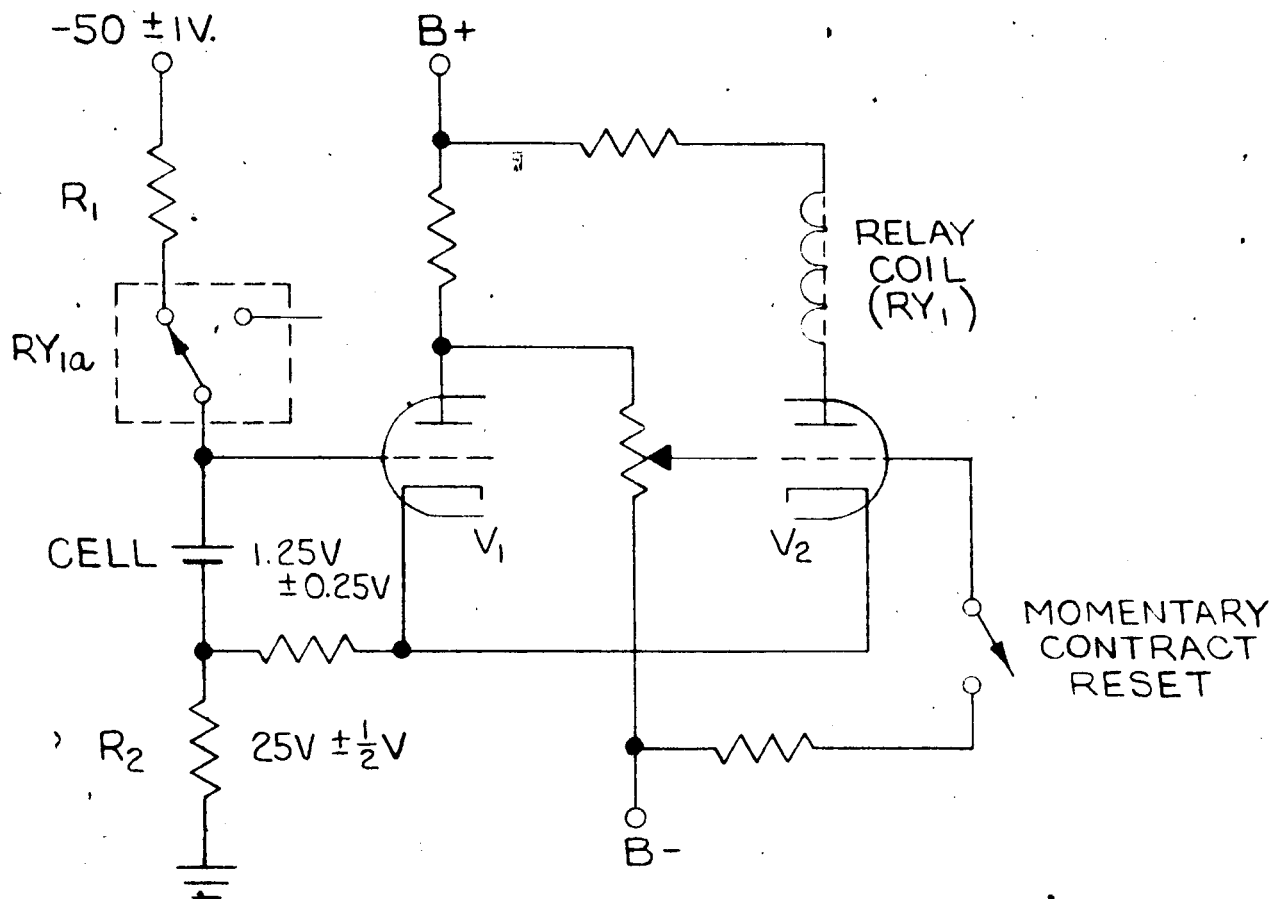 -50 ± 1V.
B+
R1
RELAY
COIL
(RY1)
RY1a
V1
V2
CELL
1.25V
±0.25V
MOMENTARY
CONTRACT
RESET
R2
25V ± 1/2 V
B-